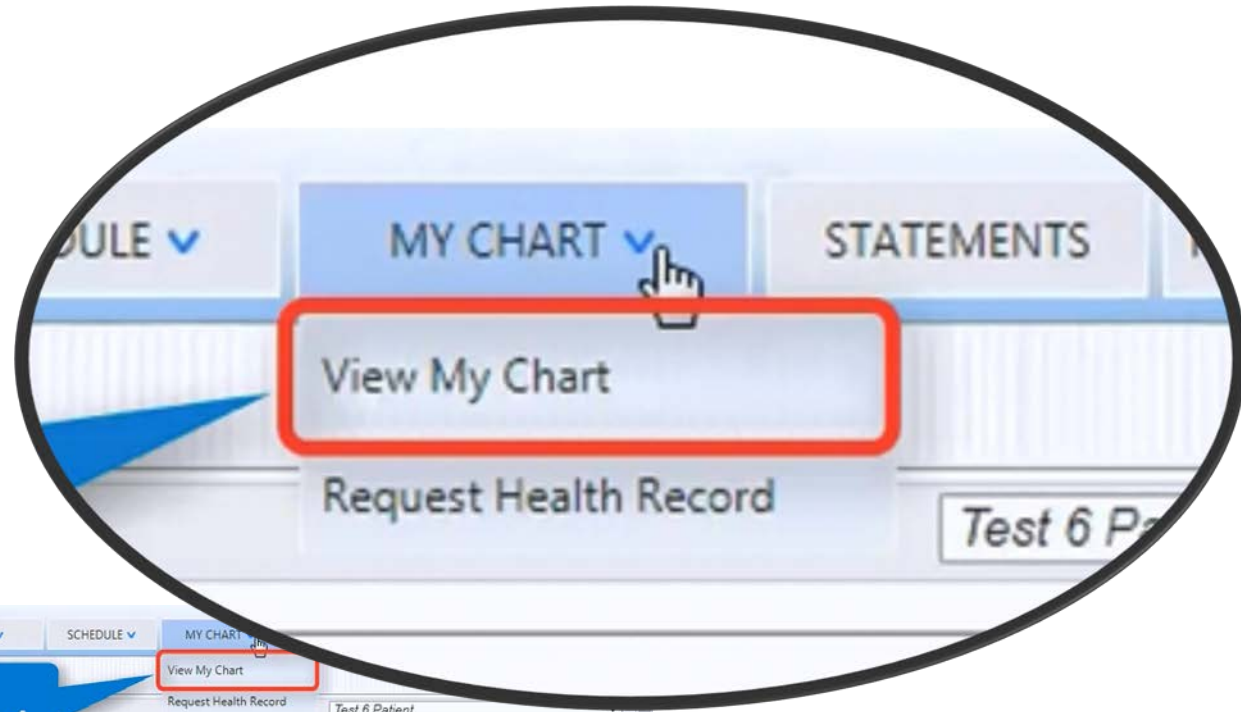 MY CHART STATEMENTS
View My Chart
Request Health Record
Test 6
SCHEDULE MY CHART
View My Chart
Request Health Record
Test 6 Patient